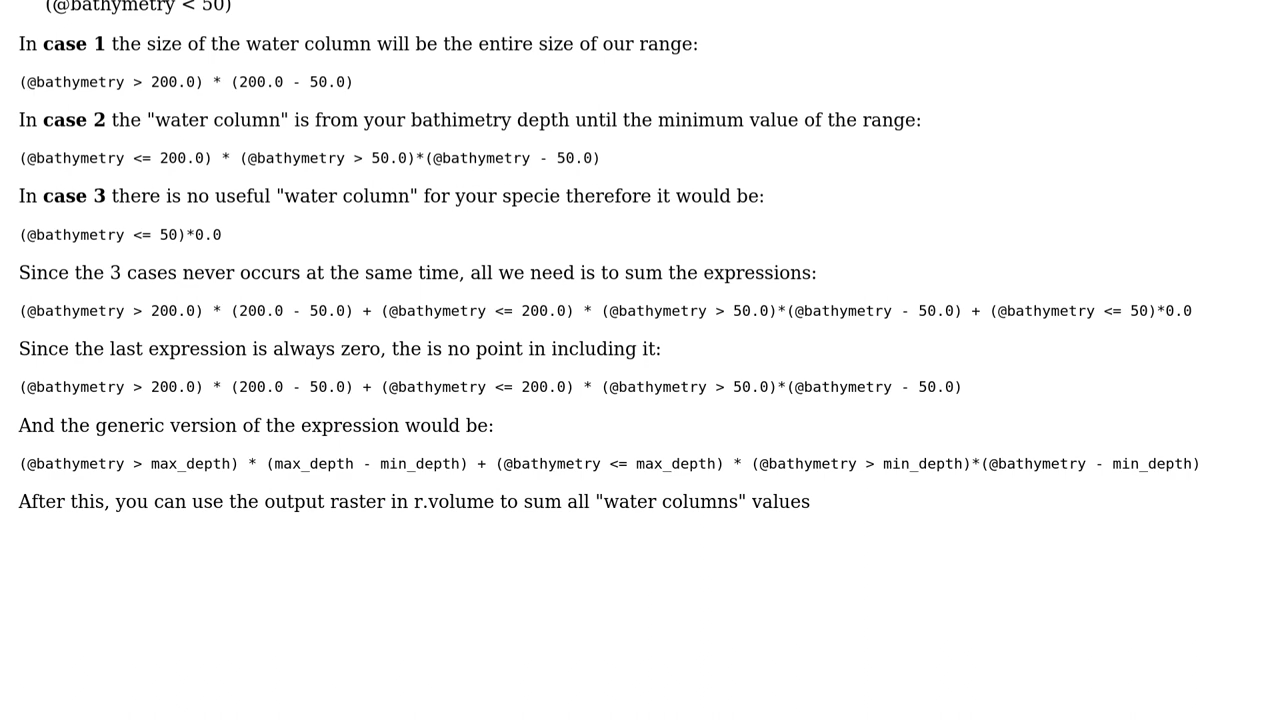 (@bathymetry < 50)
In case 1 the size of the water column will be the entire size of our range:
(@bathymetry > 200.0) * (200.0 - 50.0)
In case 2 the "water column" is from your bathimetry depth until the minimum value of the range:
(@bathymetry <= 200.0) * (@bathymetry > 50.0)*(@bathymetry - 50.0)
In case 3 there is no useful "water column" for your specie therefore it would be:
(@bathymetry <= 50)*0.0
Since the 3 cases never occurs at the same time, all we need is to sum the expressions:
(@bathymetry > 200.0) * (200.0 - 50.0) + (@bathymetry <= 200.0) * (@bathymetry > 50.0)*(@bathymetry - 50.0) + (@bathymetry <= 50)*0.0
Since the last expression is always zero, the is no point in including it:
(@bathymetry > 200.0) * (200.0 - 50.0) + (@bathymetry <= 200.0) * (@bathymetry > 50.0)*(@bathymetry - 50.0)
And the generic version of the expression would be:
(@bathymetry > max_depth) * (max_depth - min_depth) + (@bathymetry <= max_depth) * (@bathymetry > min_depth)*(@bathymetry - min_depth)
After this, you can use the output raster in r.volume to sum all "water columns" values